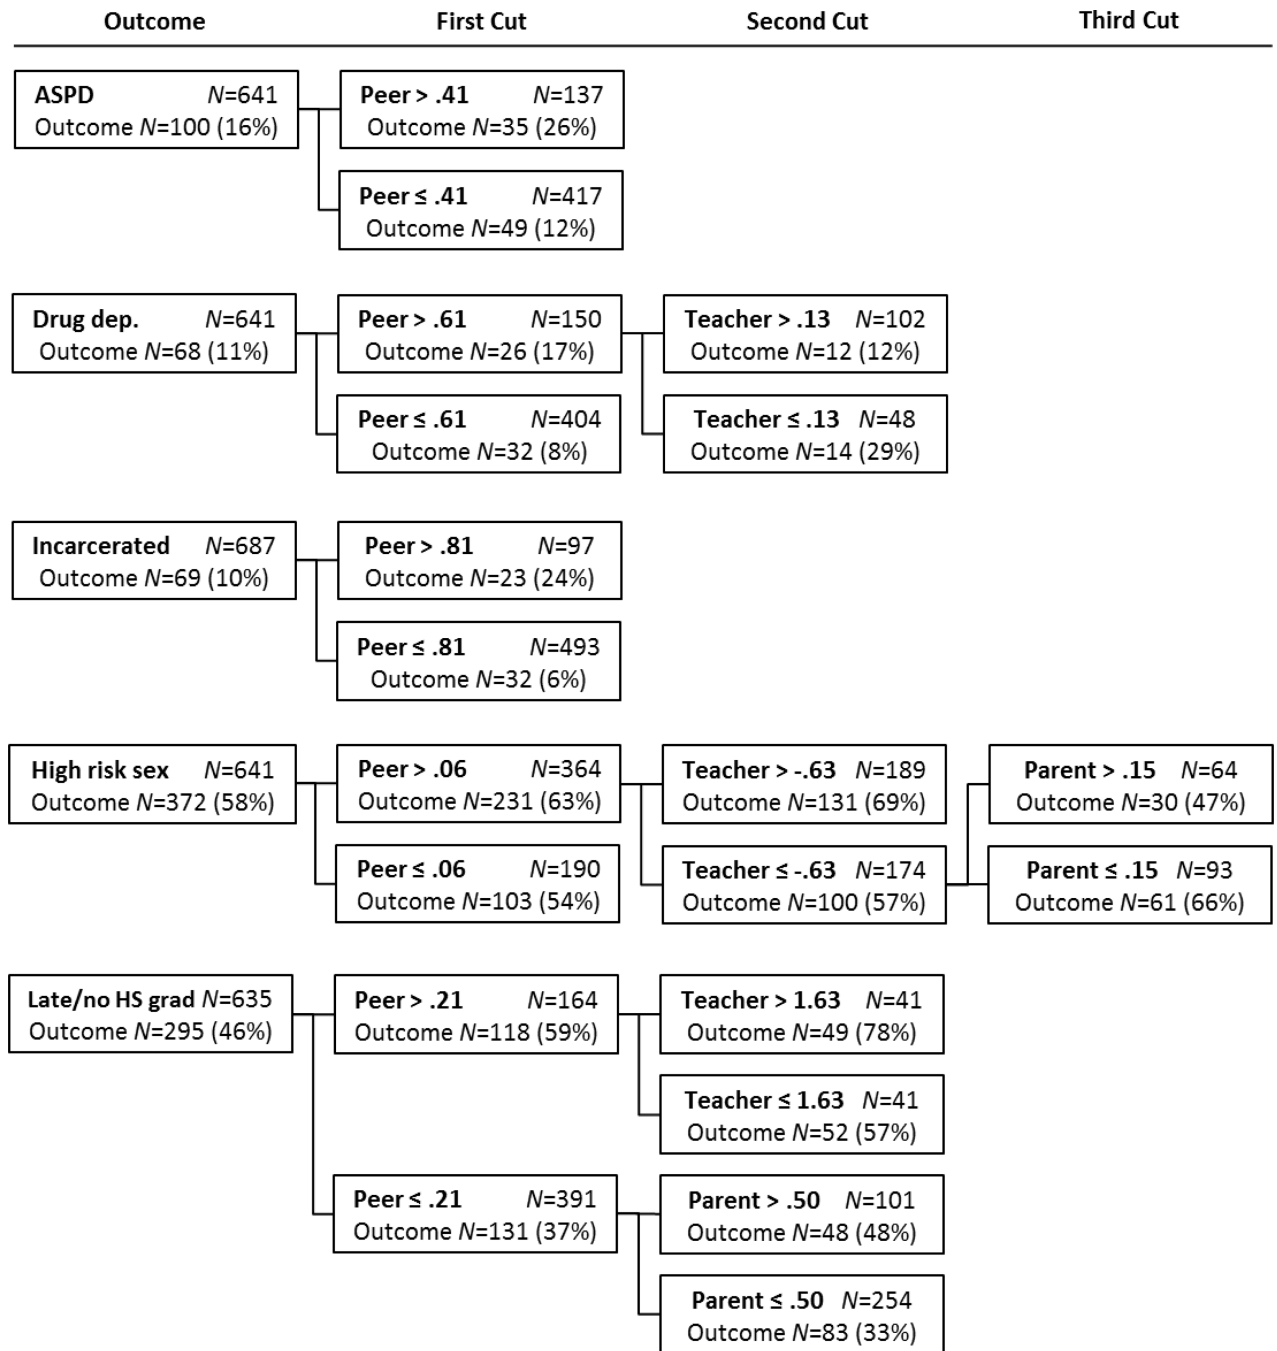 Outcome First Cut Second Cut Third Cut
ASPD N=641
Outcome N=100 (16%)
Peer > .41 N=137
Outcome N=35 (26%)
Peer ≤ .41 N=417
Outcome N=49 (12%)
Drug dep. N=641
Outcome N=68 (11%)
Peer > .61 N=150
Outcome N=26 (17%)
Teacher > .13 N=102
Outcome N=12 (12%)
Peer ≤ .61 N=404
Outcome N=32 (8%)
Teacher ≤ .13 N=48
Outcome N=14 (29%)
Incarcerated N=687
Outcome N=69 (10%)
Peer > .81 N=97
Outcome N=23 (24%)
Peer ≤ .81 N=493
Outcome N=32 (6%)
High risk sex N=641
Outcome N=372 (58%)
Peer > .06 N=364
Outcome N=231 (63%)
Teacher > -.63 N=189
Outcome N=131 (69%)
Parent > .15 N=64
Outcome N=30 (47%)
Peer ≤ .06 N=190
Outcome N=103 (54%)
Teacher ≤ -.63 N=174
Outcome N=100 (57%)
Parent ≤ .15 N=93
Outcome N=61 (66%)
Late/no HS grad N=635
Outcome N=295 (46%)
Peer > .21 N=164
Outcome N=118 (59%)
Teacher > 1.63 N=41
Outcome N=49 (78%)
Teacher ≤ 1.63 N=41
Outcome N=52 (57%)
Peer ≤ .21 N=391
Outcome N=131 (37%)
Parent > .50 N=101
Outcome N=48 (48%)
Parent ≤ .50 N=254
Outcome N=83 (33%)